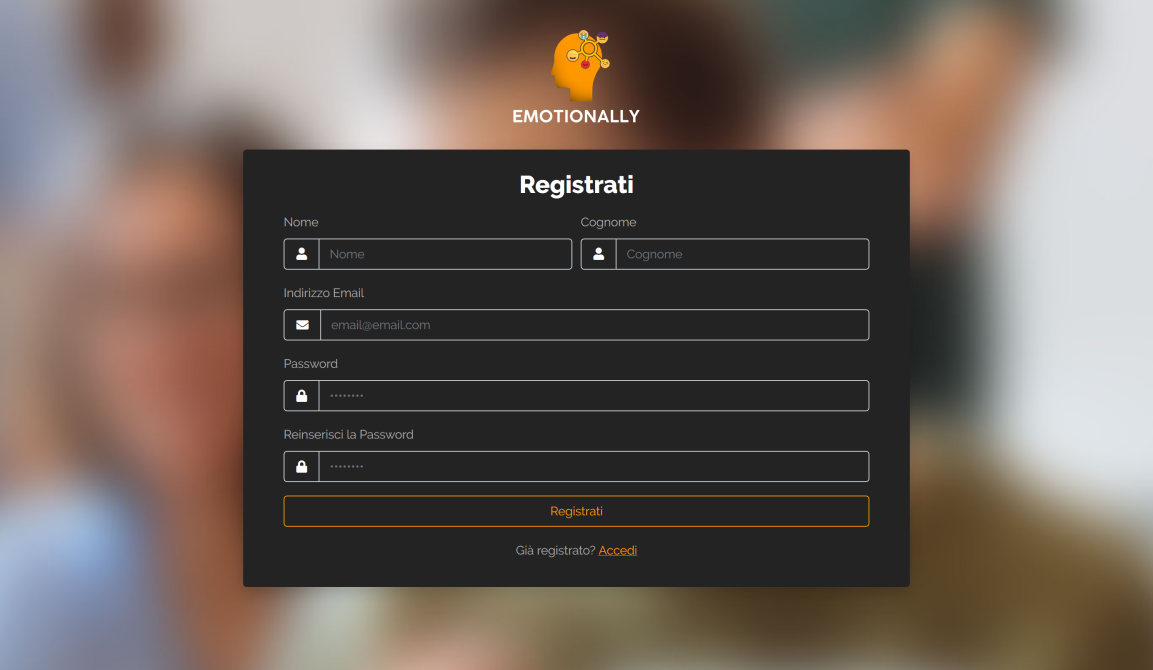 EMOTIONALLY
Registrati
Nome Cognome
Nome Cognome
Indirizzo Email
email@email.com
Password
••••••••
Reinserisci la Password
••••••••
Registrati
Già registrato? Accedi